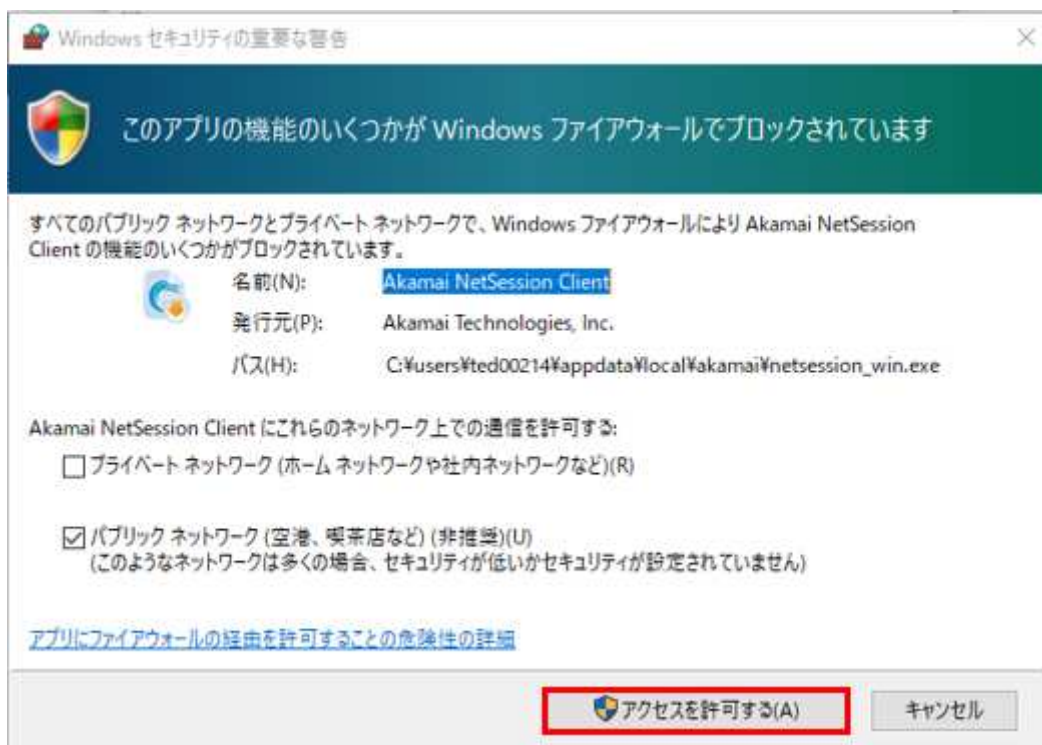 Windows セキュリティの重要な警告
このアプリの機能のいくつかが Windows ファイアウォールでブロックされています
すべてのパブリック ネットワークとプライベート ネットワークで、Windows ファイアウォールにより Akamai NetSession
Client の機能のいくつかがブロックされています。
名前(N): Akamai NetSession Client
発行元(P): Akamai Technologies, Inc.
パス(H): C:¥users¥ted00214¥appdata¥local¥akamai¥netsession_win.exe
Akamai NetSession Client にこれらのネットワーク上での通信を許可する:
プライベート ネットワーク (ホーム ネットワークや社内ネットワークなど)(R)
パブリック ネットワーク (空港、喫茶店など) (非推奨)(U)
(このようなネットワークは多くの場合、セキュリティが低いかセキュリティが設定されていません)
アプリにファイアウォールの経由を許可することの危険性の詳細
アクセスを許可する(A) キャンセル